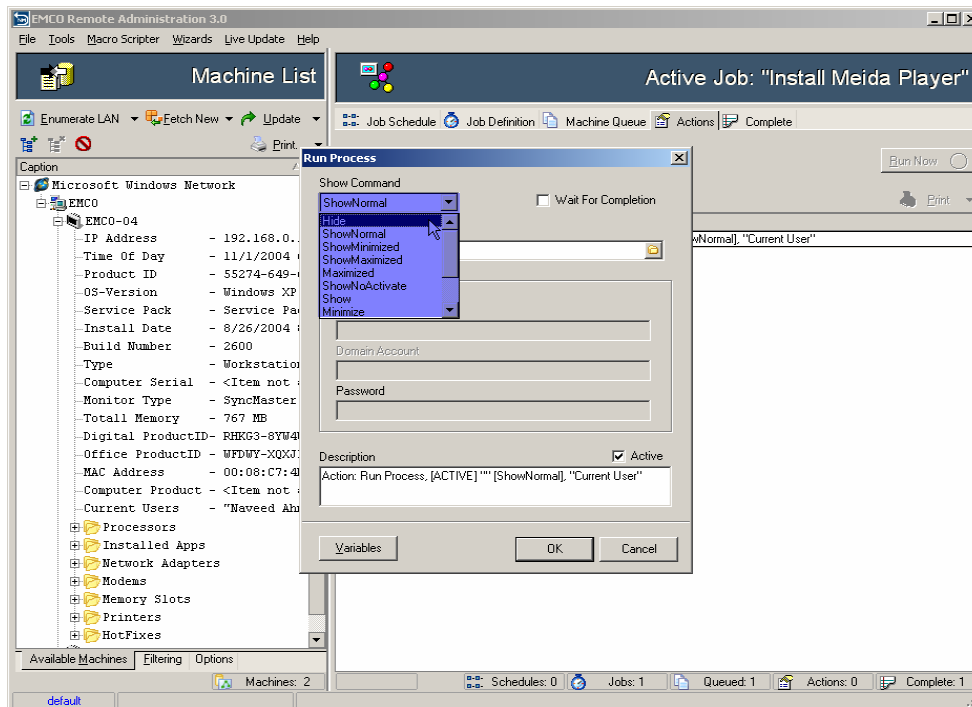 EMCO Remote Administration 3.0
File Tools Macro Scripter Wizards Live Update Help
Machine List
Active Job: "Install Meida Player"
Enumerate LAN Fetch New Update
Print
Job Schedule Job Definition Machine Queue Actions Complete
Run Now
Print
Caption
Microsoft Windows Network
EMCO
EMCO-04
IP Address - 192.168.0.
Time Of Day - 11/1/2004
Product ID - 55274-649-
OS-Version - Windows XP
Service Pack - Service Pa
Install Date - 8/26/2004
Build Number - 2600
Type - Workstation
Computer Serial - <Item not
Monitor Type - SyncMaster
Totall Memory - 767 MB
Digital ProductID- RHKG3-8YW4
Office ProductID - WFDWY-XQXJ
MAC Address - 00:08:C7:4
Computer Product - <Item not
Current Users - "Naveed Ah
Processors
Installed Apps
Network Adapters
Modems
Memory Slots
Printers
HotFixes
Available Machines Filtering Options
Machines: 2
default
wNormal], "Current User"
Run Process
Show Command
ShowNormal
Wait For Completion
Hide
ShowNormal
ShowMinimized
ShowMaximized
Maximized
ShowNoActivate
Show
Minimize
Domain Account
Password
Description
Active
Action: Run Process, [ACTIVE] "" [ShowNormal], "Current User"
Variables OK Cancel
Schedules: 0 Jobs: 1 Queued: 1 Actions: 0 Complete: 1